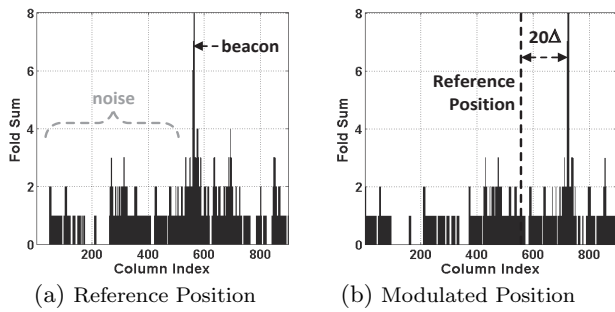 8
6
4
2
0
Fold Sum
noise
beacon
200
400
600
800
Column Index
(a) Reference Position
8
6
4
2
0
Fold Sum
20Δ
Reference
Position
200
400
600
800
Column Index
(b) Modulated Position